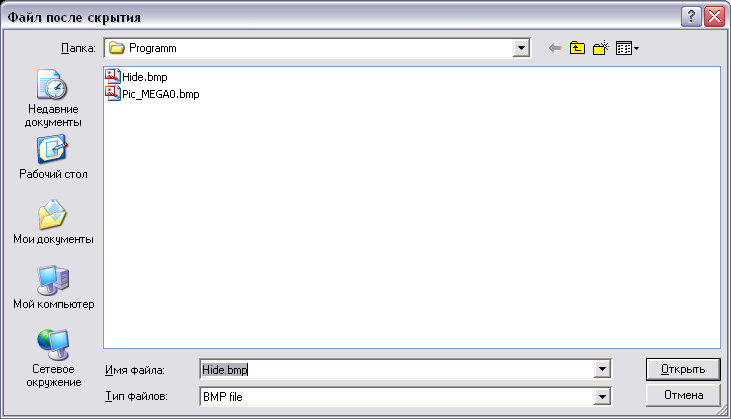 Файл после скрытия
Папка: Programm
Hide.bmp
Pic_MEGA0.bmp
Недавние
документы
Рабочий стол
Мои документы
Мой компьютер
Сетевое
окружение
Имя файла: Hide.bmp Открыть
Тип файлов: BMP file Отмена